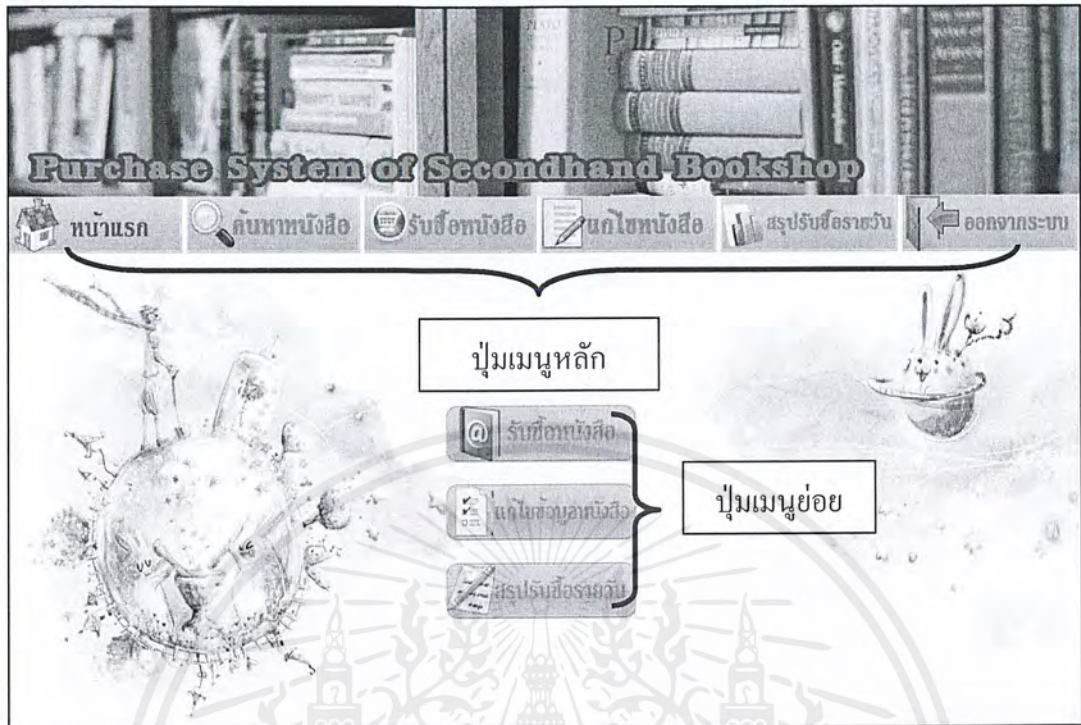 Purchase System of Secondhand Bookshop
หน้าแรก ค้นหาหนังสือ รับซื้อหนังสือ แก้ไขหนังสือ สรุปรับซื้อรายวัน ออกจากระบบ
ปุ่มเมนูหลัก
รับซื้อหนังสือ
แก้ไขข้อมูลหนังสือ
ปุ่มเมนูย่อย
สรุปรับซื้อรายวัน